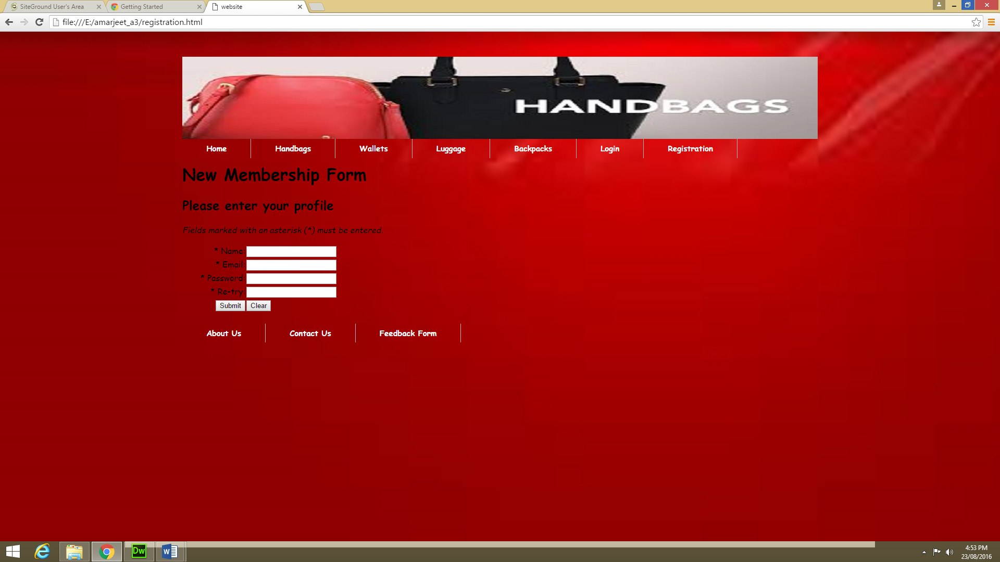 SiteGround User's Area
Getting Started
website
file:///E:/amarjeet_a3/registration.html
HANDBAGS
Home Handbags Wallets Luggage Backpacks Login Registration
New Membership Form
Please enter your profile
Fields marked with an asterisk (*) must be entered.
* Name:
* Email:
* Password:
* Re-try:
Submit Clear
About Us Contact Us Feedback Form
Dw
W
4:53 PM
23/08/2016